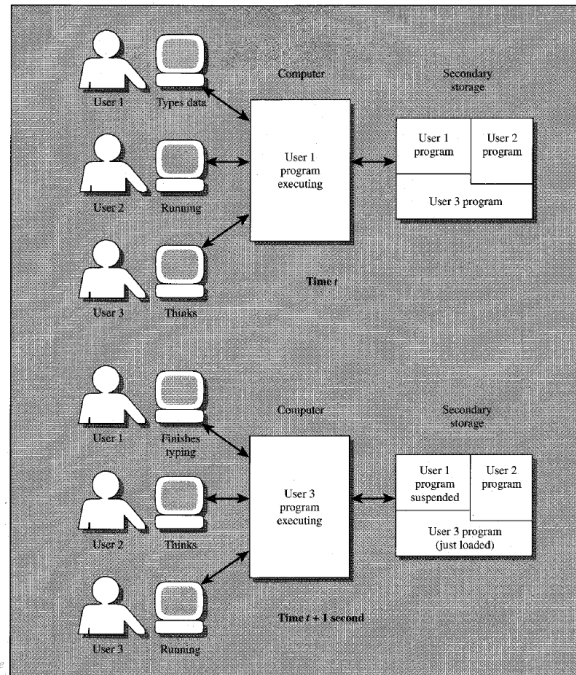 Computer
Secondary
storage
User 1
Types data
User 1
program
executing
User 1
program
User 2
program
User 3 program
User 2
Running
User 3
Thinks
Time t
Computer
Secondary
storage
User 1
Finishes
typing
User 3
program
executing
User 1
program
suspended
User 2
program
User 3 program
(just loaded)
User 2
Thinks
User 3
Running
Time t + 1 second